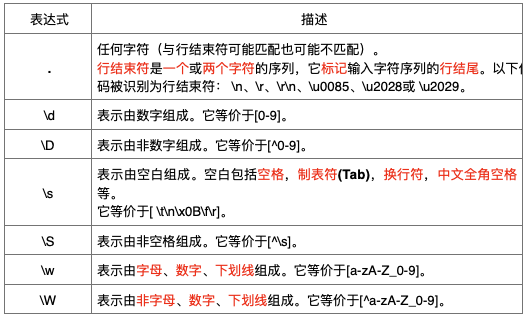 表达式 描述
任何字符（与行结束符可能匹配也可能不匹配）。
. 行结束符是一个或两个字符的序列，它标记输入字符序列的行结尾。以下
码被识别为行结束符： \n、\r、\r\n、\u0085、\u2028或 \u2029。
\d 表示由数字组成。它等价于[0-9]。
\D 表示由非数字组成。它等价于[^0-9]。
表示由空白组成。空白包括空格，制表符(Tab)，换行符，中文全角空格
\s 等。
它等价于[ \t\n\x0B\f\r]。
\S 表示由非空格组成。它等价于[^\s]。
\w 表示由字母、数字、下划线组成。它等价于[a-zA-Z_0-9]。
\W 表示由非字母、数字、下划线组成。它等价于[^a-zA-Z_0-9]。